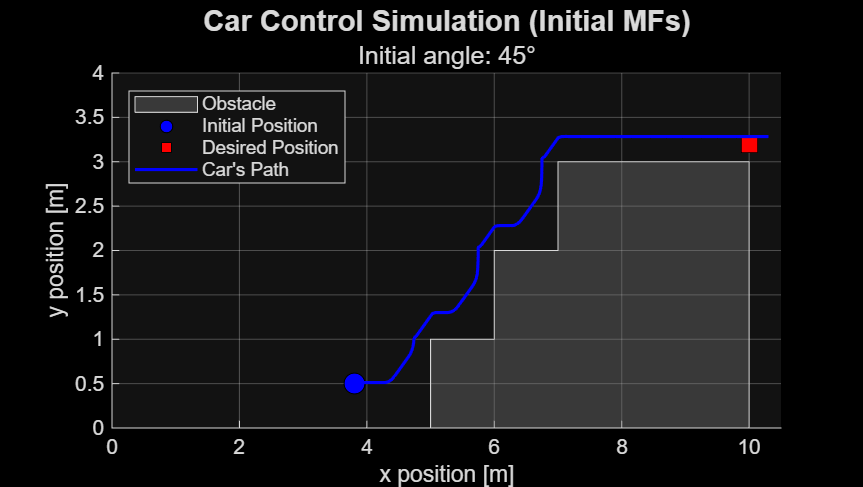 Car Control Simulation (Initial MFs)
Initial angle: 45°
4
3.5
3
2.5
2
1.5
1
0.5
0
y position [m]
Obstacle
Initial Position
Desired Position
Car's Path
0 2 4 6 8 10
x position [m]